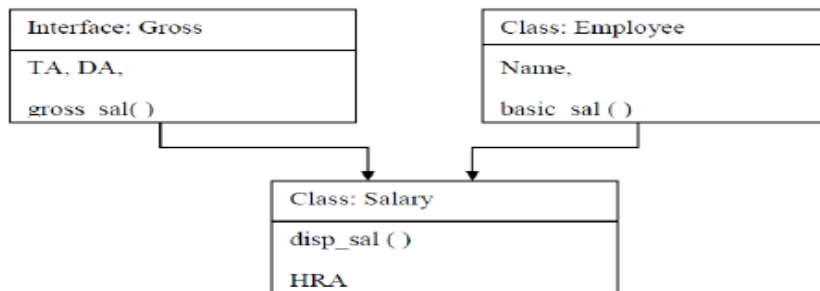 Interface: Gross
TA, DA,
gross_sal( )
Class: Employee
Name,
basic_sal ( )
Class: Salary
disp_sal ( )
HRA